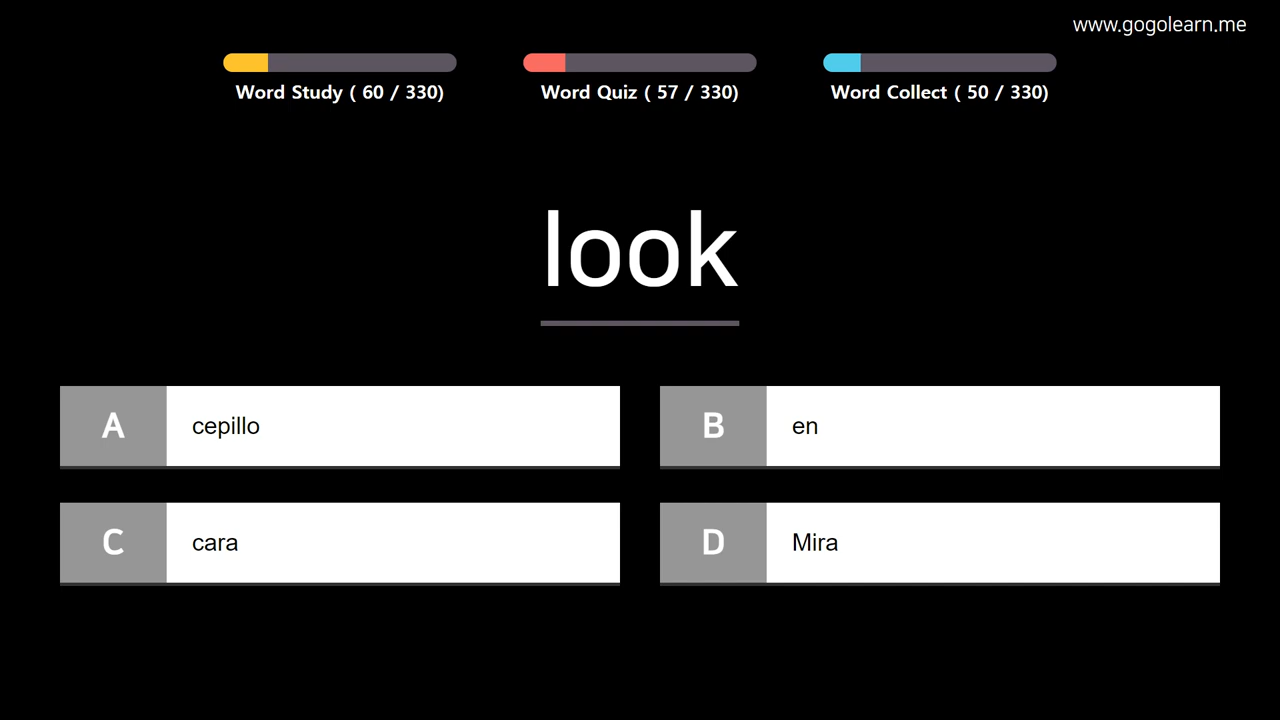 www.gogolearn.me
Word Study ( 60 / 330)
Word Quiz ( 57 / 330)
Word Collect ( 50 / 330)
look
A cepillo
B en
C cara
D Mira